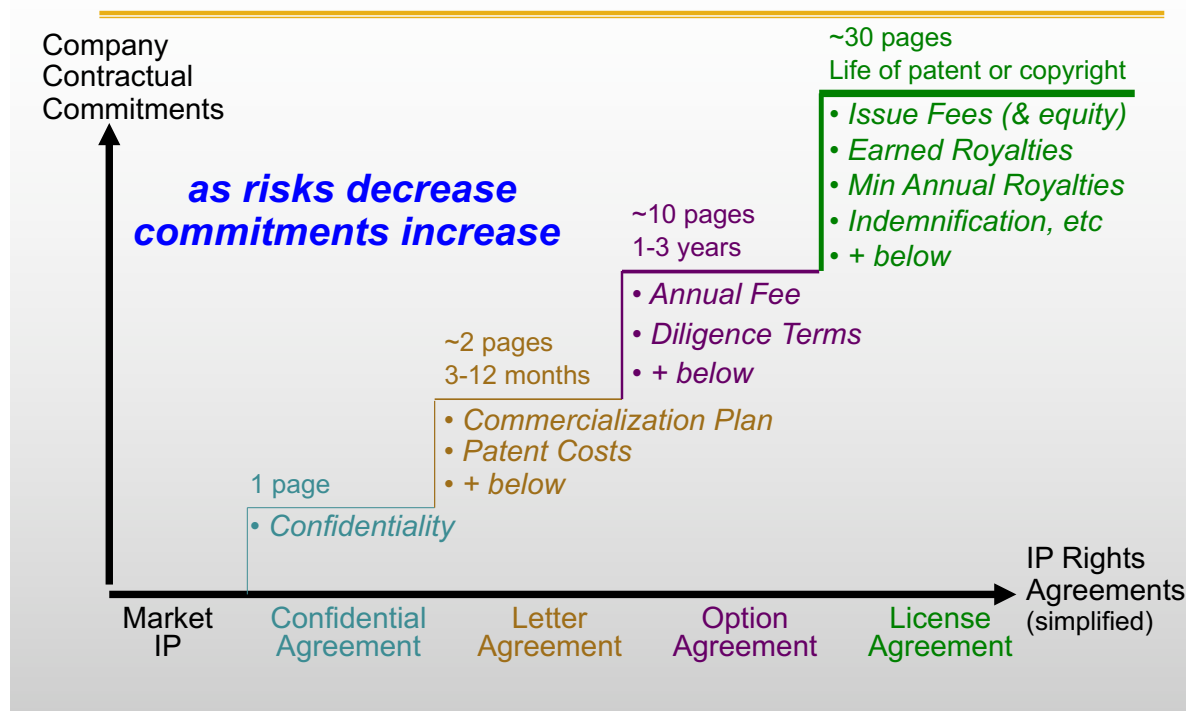 Company
Contractual
Commitments
as risks decrease
commitments increase
~30 pages
Life of patent or copyright
• Issue Fees (& equity)
• Earned Royalties
• Min Annual Royalties
• Indemnification, etc
• + below
~10 pages
1-3 years
• Annual Fee
• Diligence Terms
• + below
~2 pages
3-12 months
• Commercialization Plan
• Patent Costs
• + below
1 page
• Confidentiality
IP Rights
Agreements
(simplified)
Market
IP
Confidential
Agreement
Letter
Agreement
Option
Agreement
License
Agreement